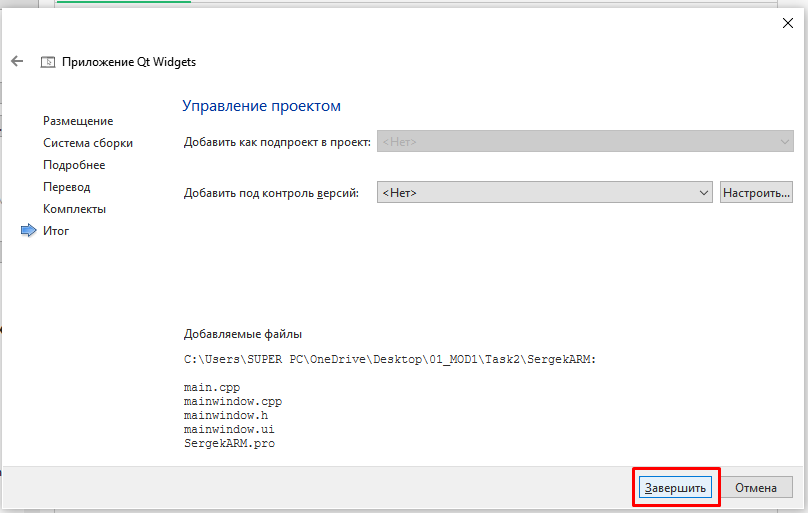 Приложение Qt Widgets
Управление проектом
Размещение
Система сборки
Подробнее
Перевод
Комплекты
Итог
Добавить как подпроект в проект: <Нет>
Добавить под контроль версий: <Нет> Настроить...
Добавляемые файлы
C:\Users\SUPER PC\OneDrive\Desktop\01_MOD1\Task2\SergekARM:
main.cpp
mainwindow.cpp
mainwindow.h
mainwindow.ui
SergekARM.pro
Завершить Отмена